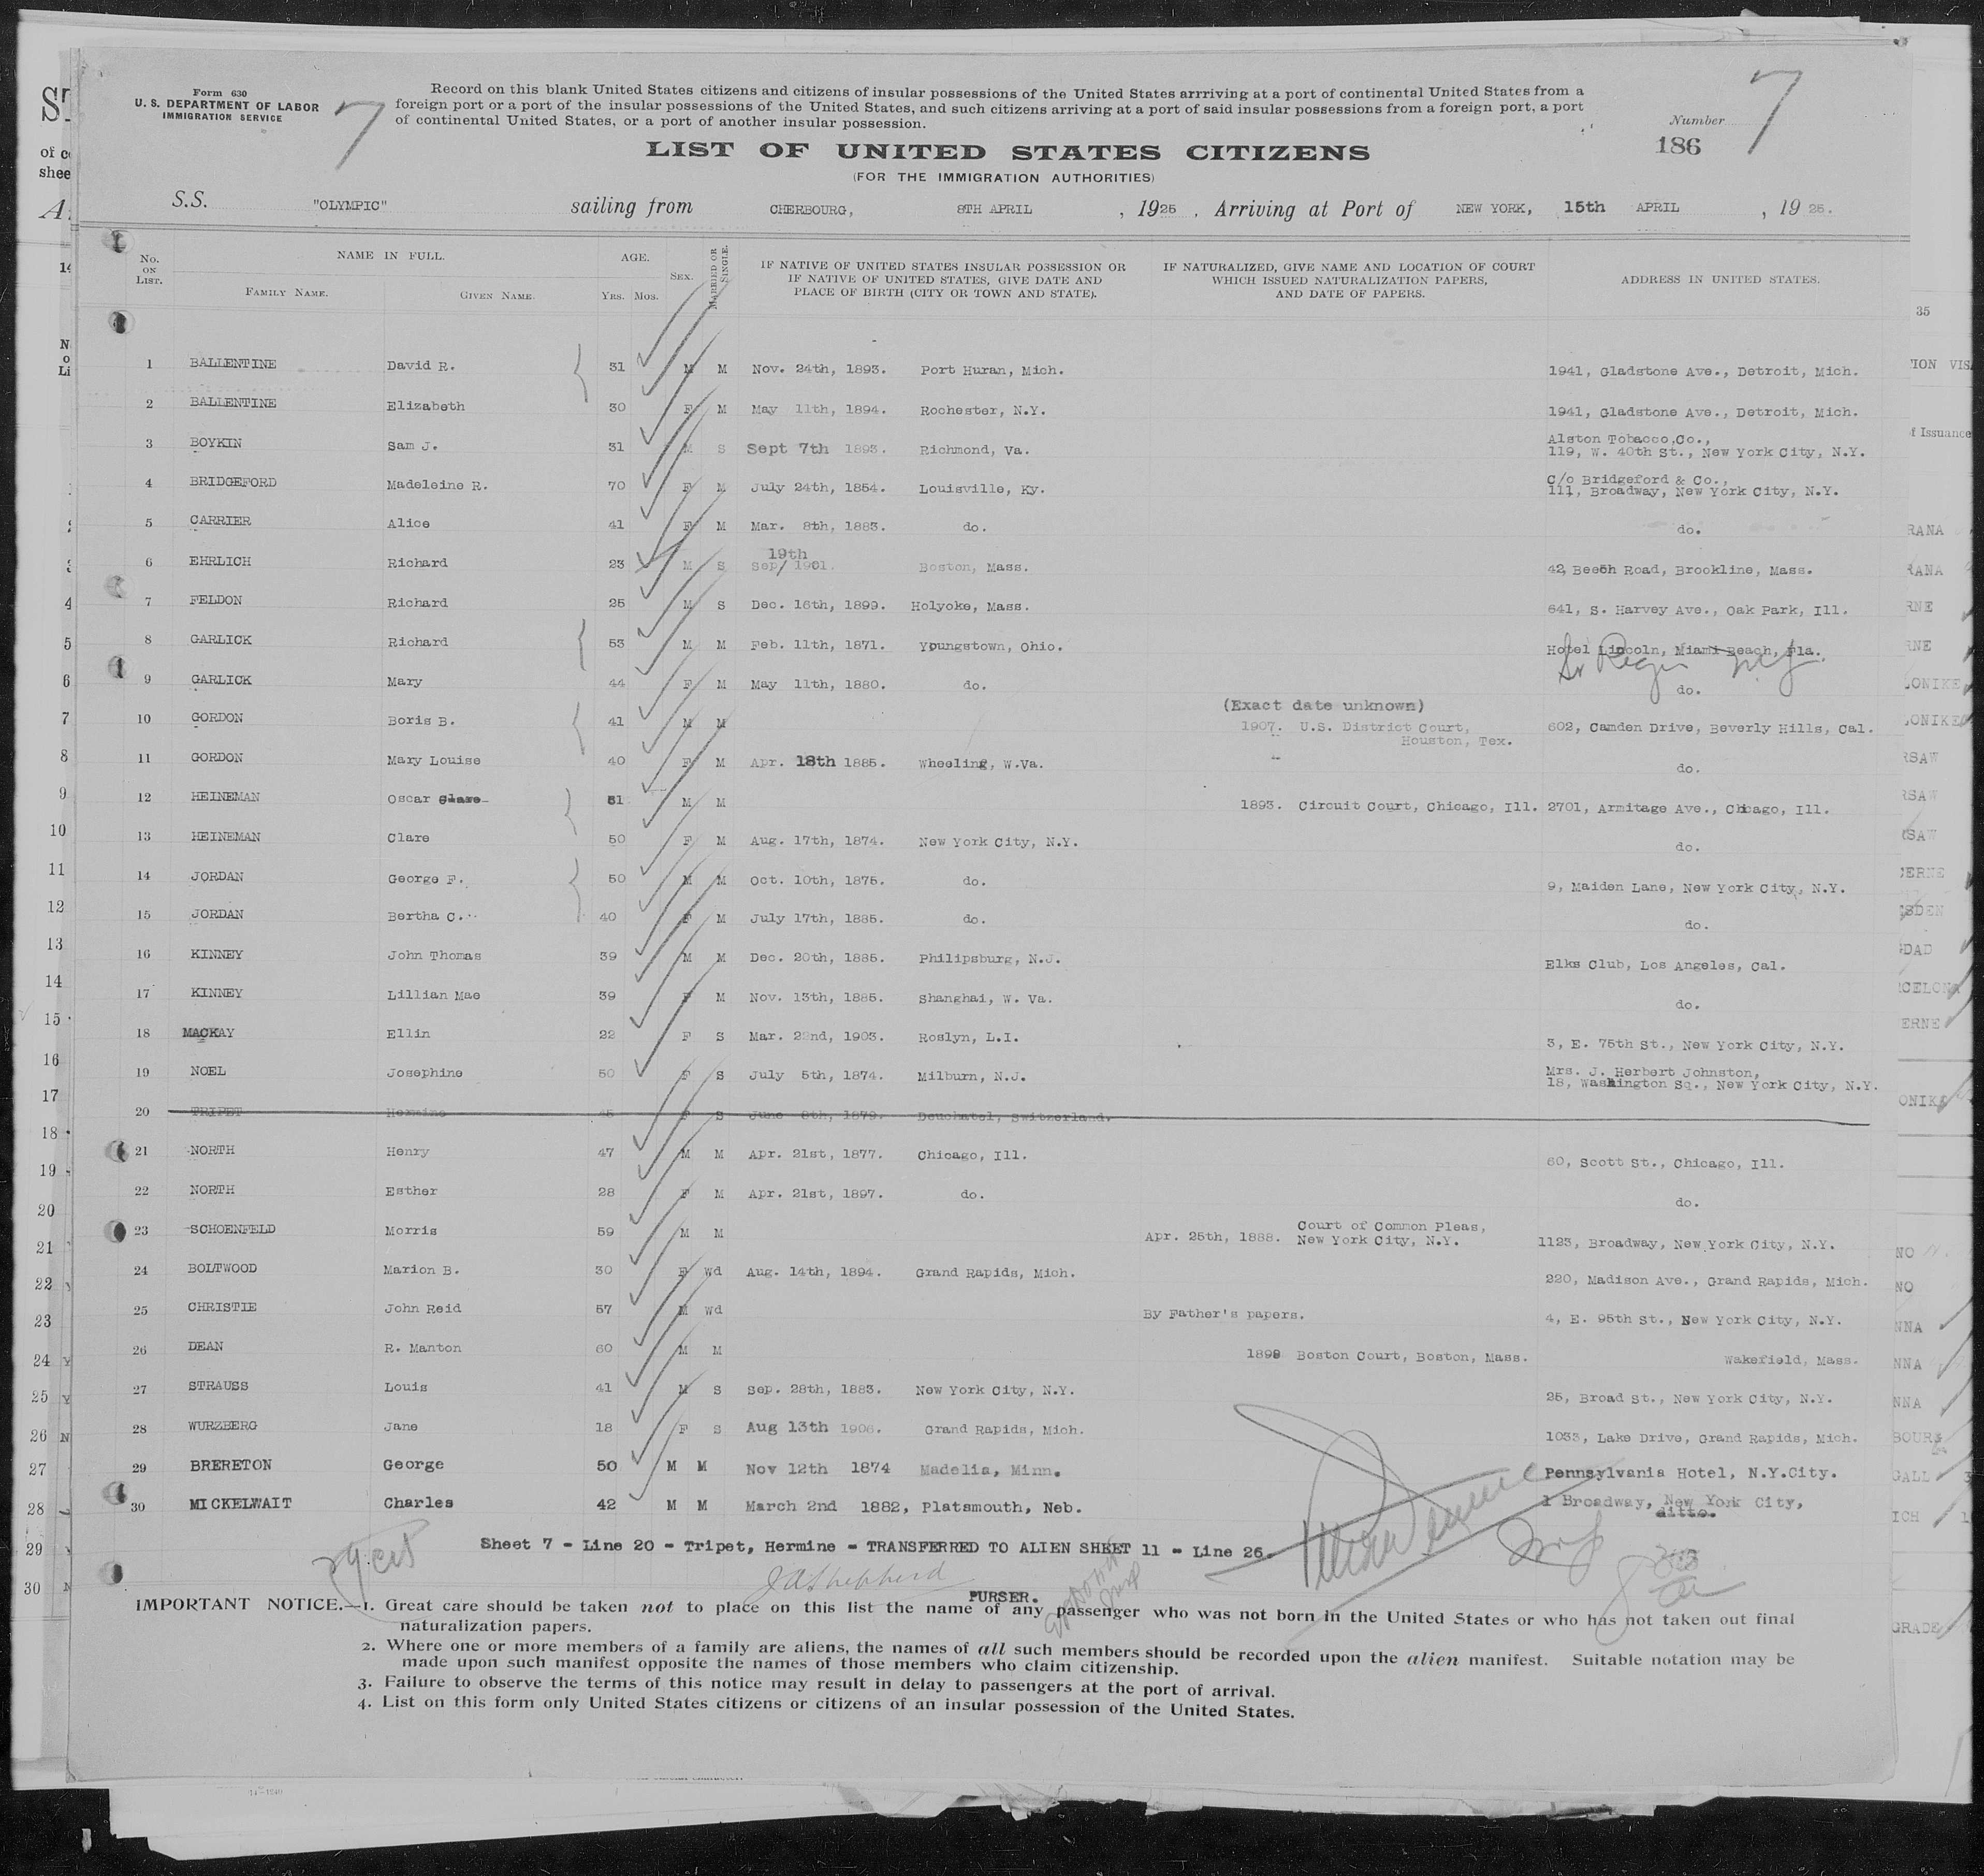 Form 630
U. S. DEPARTMENT OF LABOR
IMMIGRATION SERVICE
7
Record on this blank United States citizens and citizens of insular possessions of the United States arrriving at a port of continental United States from a
foreign port or a port of the insular possessions of the United States, and such citizens arriving at a port of said insular possessions from a foreign port, a port
of continental United States, or a port of another insular possession.
Number 7
186
LIST OF UNITED STATES CITIZENS
(FOR THE IMMIGRATION AUTHORITIES)
S.S. "OLYMPIC" sailing from CHERBOURG, 8TH APRIL , 1925 , Arriving at Port of NEW YORK, 15th APRIL , 1925.
No. ON LIST. NAME IN FULL. FAMILY NAME. GIVEN NAME. AGE. YRS. MOS. SEX. MARRIED OR SINGLE. IF NATIVE OF UNITED STATES INSULAR POSSESSION OR IF NATIVE OF UNITED STATES, GIVE DATE AND PLACE OF BIRTH (CITY OR TOWN AND STATE). IF NATURALIZED, GIVE NAME AND LOCATION OF COURT WHICH ISSUED NATURALIZATION PAPERS, AND DATE OF PAPERS. ADDRESS IN UNITED STATES.
1 BALLENTINE David R. 31 M M Nov. 24th, 1893. Port Huran, Mich. 1941, Gladstone Ave., Detroit, Mich.
2 BALLENTINE Elizabeth 30 F M May 11th, 1894. Rochester, N.Y. 1941, Gladstone Ave., Detroit, Mich.
3 BOYKIN Sam J. 31 M S Sept 7th 1893. Richmond, Va. Alston Tobacco,Co., 119, W. 40th St., New York City, N.Y.
4 BRIDGEFORD Madeleine R. 70 F M July 24th, 1854. Louisville, Ky. C/o Bridgeford & Co., 111, Broadway, New York City, N.Y.
5 CARRIER Alice 41 F M Mar. 8th, 1883. do. do.
6 EHRLICH Richard 23 M S Sep/ 19th 1901. Boston, Mass. 42, Beech Road, Brookline, Mass.
7 FELDON Richard 25 M S Dec. 16th, 1899. Holyoke, Mass. 641, S. Harvey Ave., Oak Park, Ill.
8 GARLICK Richard 53 M M Feb. 11th, 1871. Youngstown, Ohio. Hotel Lincoln, Miami Beach, Fla.
St Regis NY
9 GARLICK Mary 44 F M May 11th, 1880. do. do.
10 GORDON Boris B. 41 M M (Exact date unknown) 1907. U.S. District Court, Houston, Tex. 602, Camden Drive, Beverly Hills, Cal.
11 GORDON Mary Louise 40 F M Apr. 18th 1885. Wheeling, W.Va. do.
12 HEINEMAN Oscar Clare 51 M M 1893. Circuit Court, Chicago, Ill. 2701, Armitage Ave., Chicago, Ill.
13 HEINEMAN Clare 50 F M Aug. 17th, 1874. New York City, N.Y. do.
14 JORDAN George F. 50 M M Oct. 10th, 1875. do. 9, Maiden Lane, New York City, N.Y.
15 JORDAN Bertha C. 40 F M July 17th, 1885. do. do.
16 KINNEY John Thomas 39 M M Dec. 20th, 1885. Philipsburg, N.J. Elks Club, Los Angeles, Cal.
17 KINNEY Lillian Mae 39 F M Nov. 13th, 1885. Shanghai, W. Va. do.
18 MACKAY Ellin 22 F S Mar. 22nd, 1903. Roslyn, L.I. 3, E. 75th St., New York City, N.Y.
19 NOEL Josephine 50 F S July 5th, 1874. Milburn, N.J. Mrs. J. Herbert Johnston, 18, Washington Sq., New York City, N.Y.
20 TRIPET Hermine 45 F S June 8th, 1879. Deuchatel, Switzerland.
21 NORTH Henry 47 M M Apr. 21st, 1877. Chicago, Ill. 60, Scott St., Chicago, Ill.
22 NORTH Esther 28 F M Apr. 21st, 1897. do. do.
23 SCHOENFELD Morris 59 M M Apr. 25th, 1888. Court of Common Pleas, New York City, N.Y. 1123, Broadway, New York City, N.Y.
24 BOLTWOOD Marion B. 30 F Wd Aug. 14th, 1894. Grand Rapids, Mich. 220, Madison Ave., Grand Rapids, Mich.
25 CHRISTIE John Reid 57 M Wd By Father's papers. 4, E. 95th St., New York City, N.Y.
26 DEAN R. Manton 60 M M 1899 Boston Court, Boston, Mass. Wakefield, Mass.
27 STRAUSS Louis 41 M S Sep. 28th, 1883. New York City, N.Y. 25, Broad St., New York City, N.Y.
28 WURZBERG Jane 18 F S Aug 13th 1906. Grand Rapids, Mich. 1033, Lake Drive, Grand Rapids, Mich.
29 BRERETON George 50 M M Nov 12th 1874 Madelia, Minn. Pennsylvania Hotel, N.Y.City.
30 MICKELWAIT Charles 42 M M March 2nd 1882, Platsmouth, Neb. 1 Broadway, New York City, ditto.
Sheet 7 - Line 20 - Tripet, Hermine - TRANSFERRED TO ALIEN SHEET 11 - Line 26.
J A Shepherd
PURSER.
IMPORTANT NOTICE.—1. Great care should be taken not to place on this list the name of any passenger who was not born in the United States or who has not taken out final
naturalization papers.
2. Where one or more members of a family are aliens, the names of all such members should be recorded upon the alien manifest. Suitable notation may be
made upon such manifest opposite the names of those members who claim citizenship.
3. Failure to observe the terms of this notice may result in delay to passengers at the port of arrival.
4. List on this form only United States citizens or citizens of an insular possession of the United States.